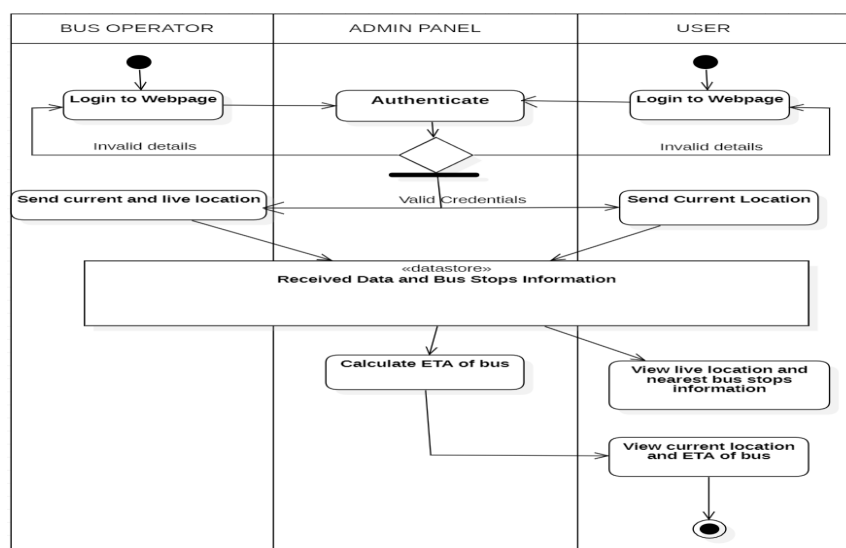 BUS OPERATOR ADMIN PANEL USER
Login to Webpage Authenticate Login to Webpage
Invalid details Invalid details
Send current and live location Valid Credentials Send Current Location
«datastore»
Received Data and Bus Stops Information
Calculate ETA of bus
View live location and
nearest bus stops
information
View current location
and ETA of bus